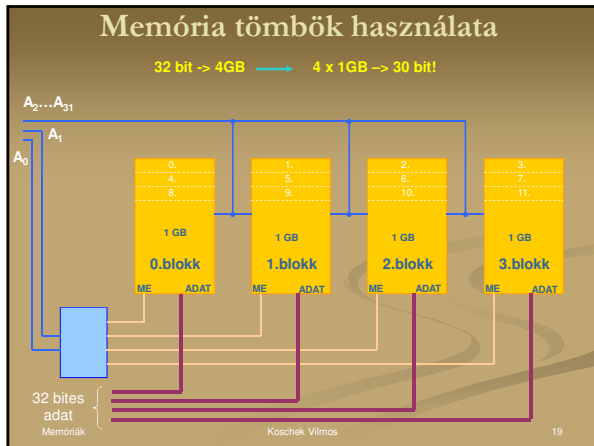 Memória tömbök használata
32 bit -> 4GB 4 x 1GB –> 30 bit!
A2…A31
A1
A0
0. 1. 2. 3.
4. 5. 6. 7.
8. 9. 10. 11.
1 GB 1 GB 1 GB 1 GB
0.blokk 1.blokk 2.blokk 3.blokk
ME ADAT ME ADAT ME ADAT ME ADAT
32 bites
adat
Memóriák Koschek Vilmos 19